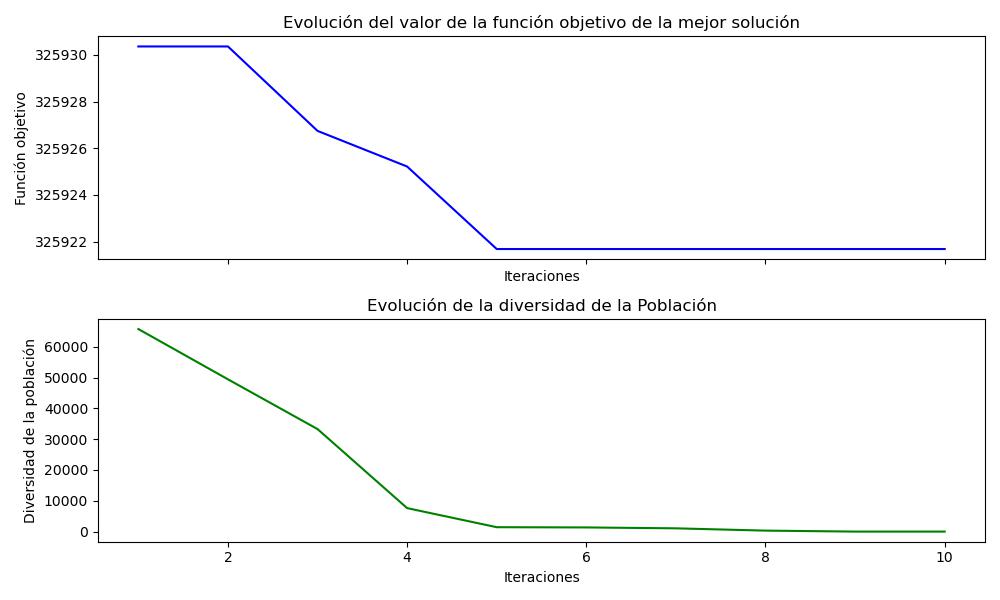 Evolución del valor de la función objetivo de la mejor solución
325930
325928
325926
325924
325922
Función objetivo
Iteraciones
Evolución de la diversidad de la Población
60000
50000
40000
30000
20000
10000
0
Diversidad de la población
2 4 6 8 10
Iteraciones